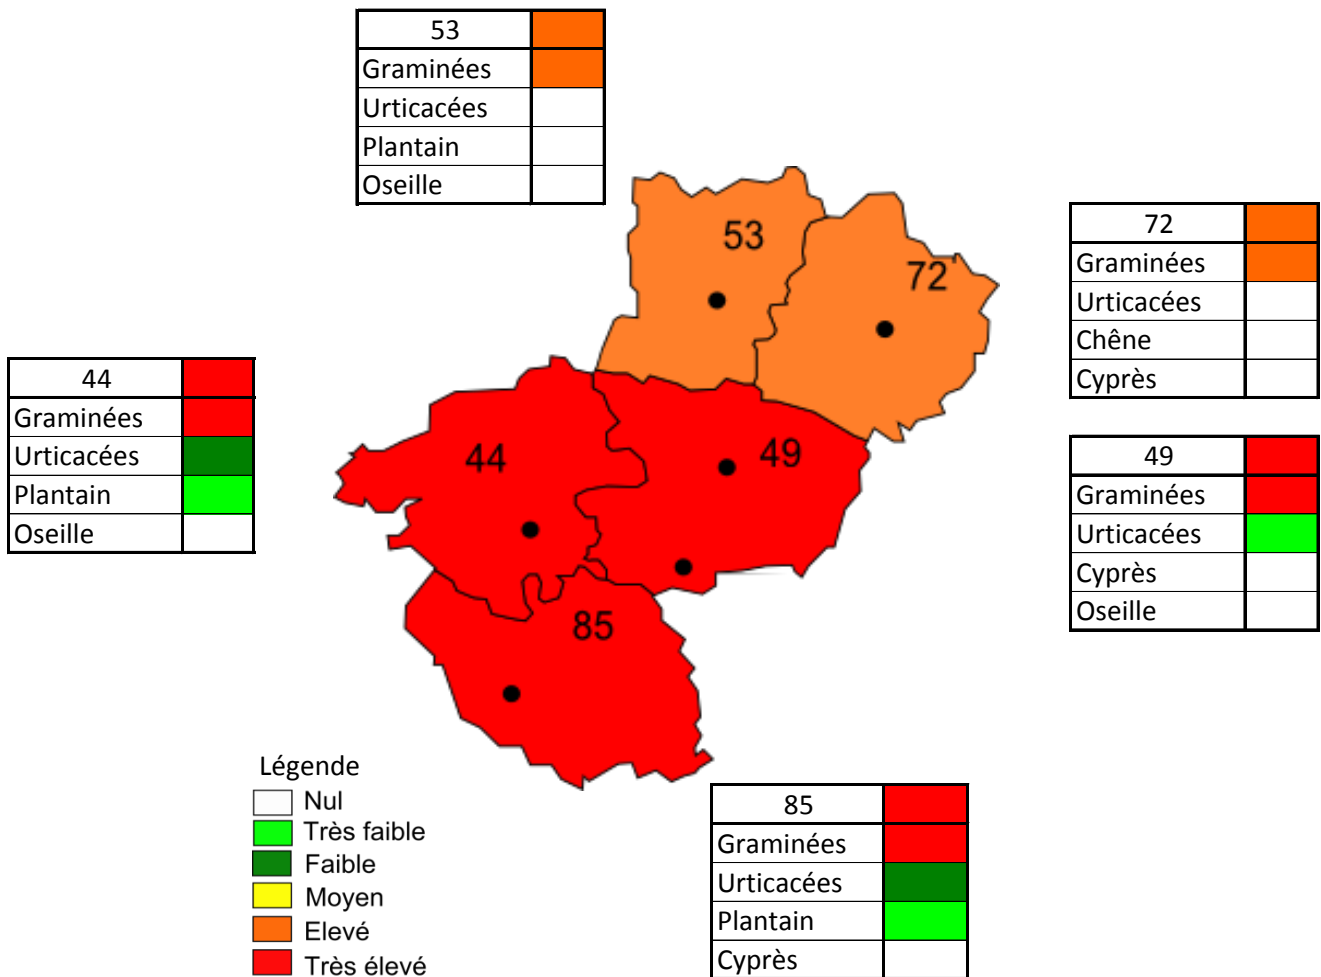 53
Graminées
Urticacées
Plantain
Oseille
53
72
72
Graminées
Urticacées
Chêne
Cyprès
44
Graminées
Urticacées
Plantain
Oseille
44
49
49
Graminées
Urticacées
Cyprès
Oseille
85
Légende
Nul
Très faible
Faible
Moyen
Elevé
Très élevé
85
Graminées
Urticacées
Plantain
Cyprès